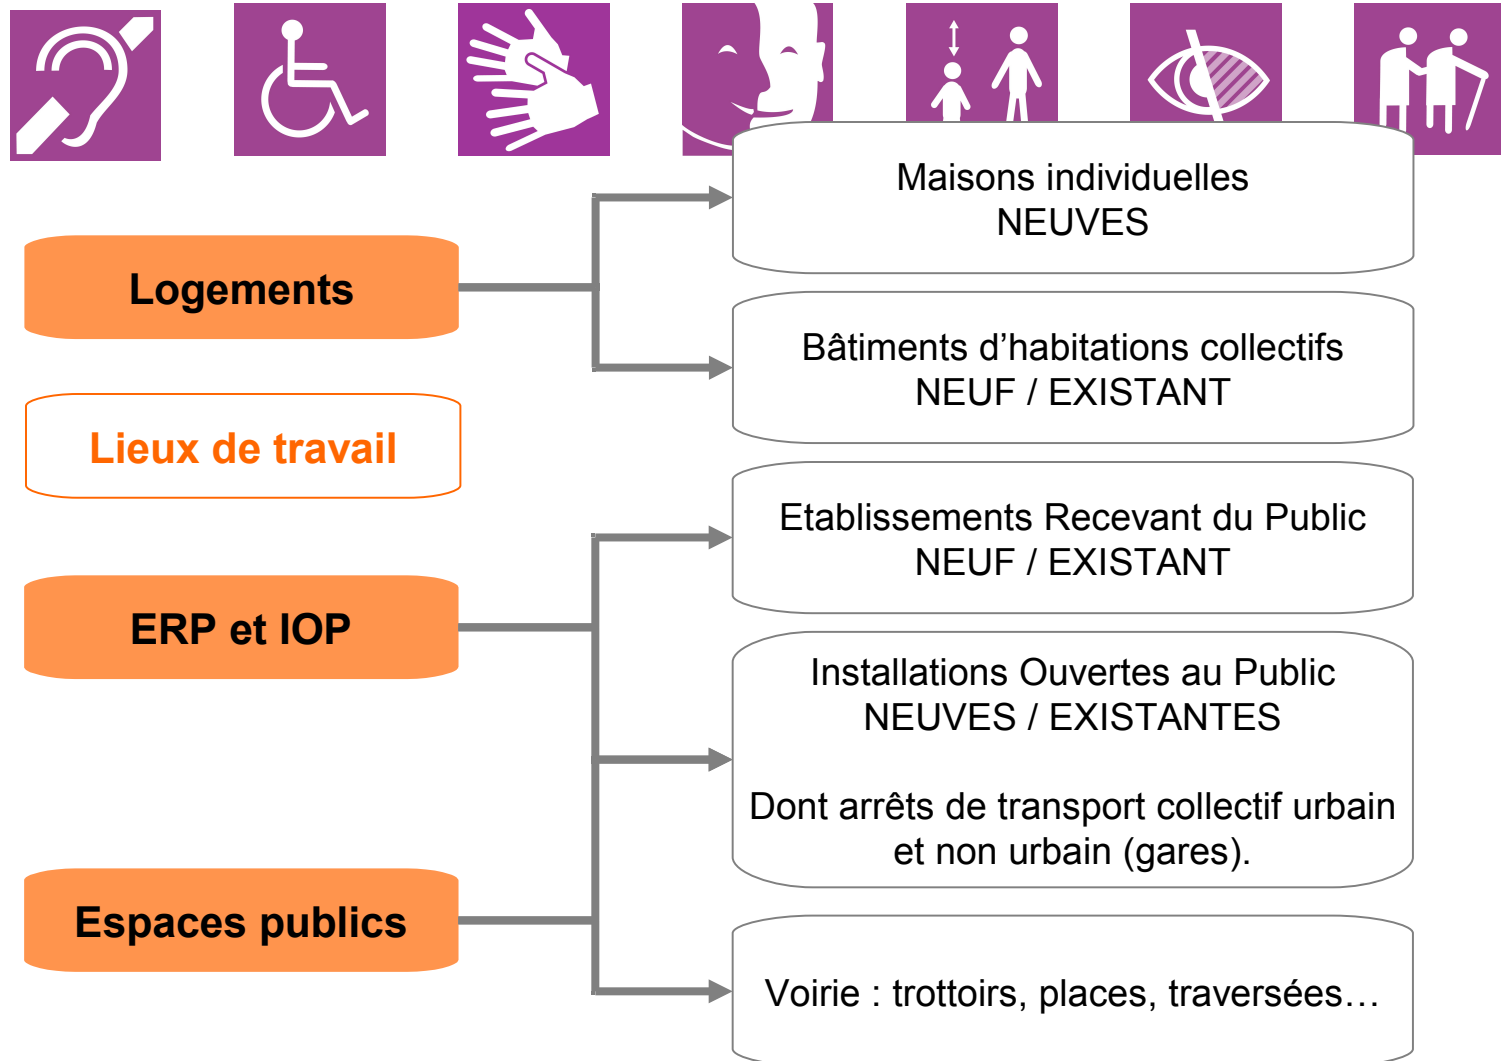 Maisons individuelles
NEUVES
Logements
Bâtiments d’habitations collectifs
NEUF / EXISTANT
Lieux de travail
Etablissements Recevant du Public
NEUF / EXISTANT
ERP et IOP
Installations Ouvertes au Public
NEUVES / EXISTANTES
Dont arrêts de transport collectif urbain
et non urbain (gares).
Espaces publics
Voirie : trottoirs, places, traversées…